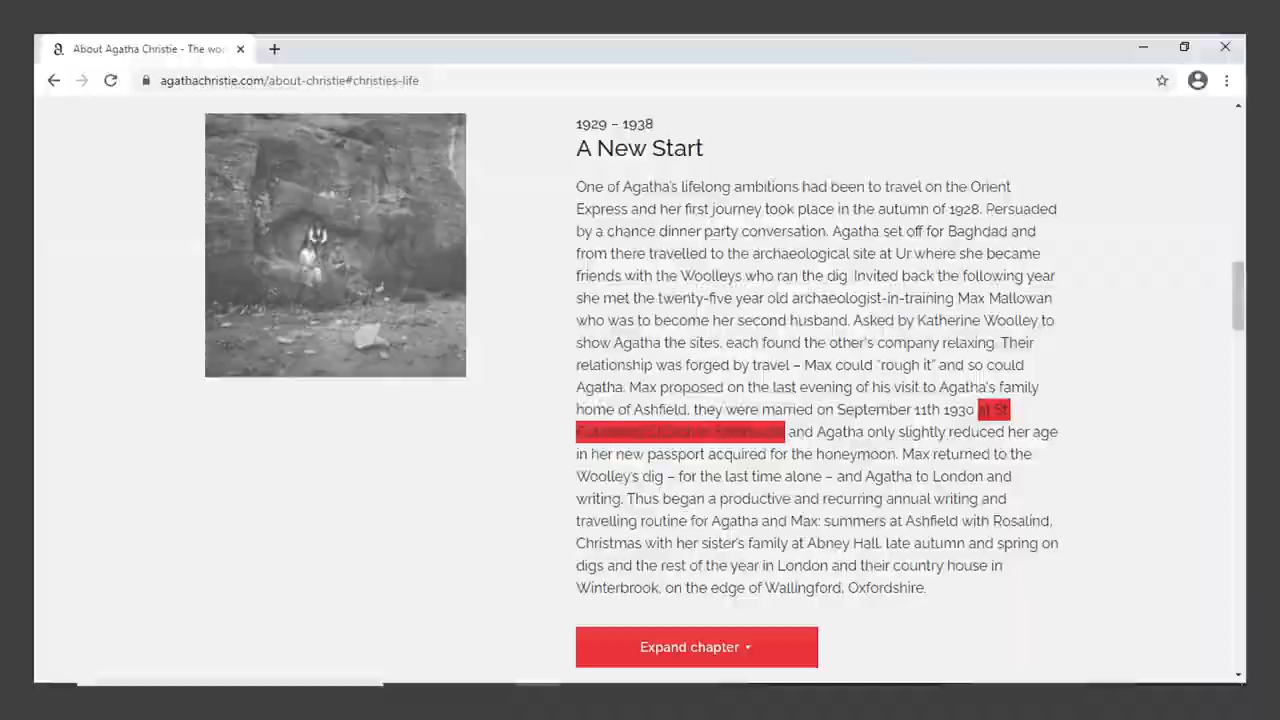 About Agatha Christie - The wo
agathachristie.com/about-christie#christies-life
1929 – 1938
A New Start
One of Agatha's lifelong ambitions had been to travel on the Orient
Express and her first journey took place in the autumn of 1928. Persuaded
by a chance dinner party conversation, Agatha set off for Baghdad and
from there travelled to the archaeological site at Ur where she became
friends with the Woolleys who ran the dig. Invited back the following year
she met the twenty-five year old archaeologist-in-training Max Mallowan
who was to become her second husband. Asked by Katherine Woolley to
show Agatha the sites, each found the other's company relaxing. Their
relationship was forged by travel – Max could "rough it" and so could
Agatha. Max proposed on the last evening of his visit to Agatha's family
home of Ashfield, they were married on September 11th 1930 at St
and Agatha only slightly reduced her age
in her new passport acquired for the honeymoon. Max returned to the
Woolley's dig – for the last time alone – and Agatha to London and
writing. Thus began a productive and recurring annual writing and
travelling routine for Agatha and Max: summers at Ashfield with Rosalind,
Christmas with her sister's family at Abney Hall, late autumn and spring on
digs and the rest of the year in London and their country house in
Winterbrook, on the edge of Wallingford, Oxfordshire.
Expand chapter